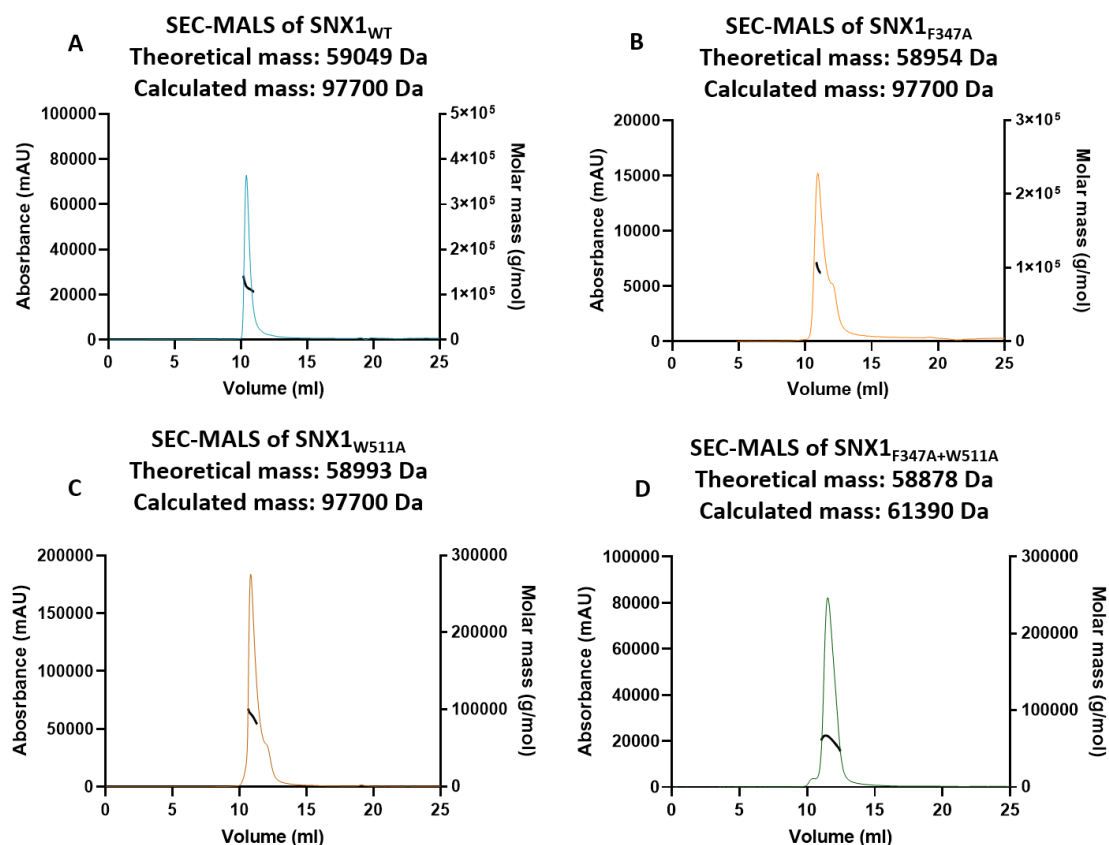 A
SEC-MALS of SNX1WT
Theoretical mass: 59049 Da
Calculated mass: 97700 Da
100000
80000
60000
40000
20000
0
Abosrbance (mAU)
5×10⁵
4×10⁵
3×10⁵
2×10⁵
1×10⁵
0
Molar mass (g/mol)
0 5 10 15 20 25
Volume (ml)
B
SEC-MALS of SNX1F347A
Theoretical mass: 58954 Da
Calculated mass: 97700 Da
20000
15000
10000
5000
0
Abosrbance (mAU)
3×10⁵
2×10⁵
1×10⁵
0
Molar mass (g/mol)
0 5 10 15 20 25
Volume (ml)
C
SEC-MALS of SNX1W511A
Theoretical mass: 58993 Da
Calculated mass: 97700 Da
200000
150000
100000
50000
0
Abosrbance (mAU)
300000
200000
100000
0
Molar mass (g/mol)
0 5 10 15 20 25
Volume (ml)
D
SEC-MALS of SNX1F347A+W511A
Theoretical mass: 58878 Da
Calculated mass: 61390 Da
100000
80000
60000
40000
20000
0
Absorbance (mAU)
300000
200000
100000
0
Molar mass (g/mol)
0 5 10 15 20 25
Volume (ml)